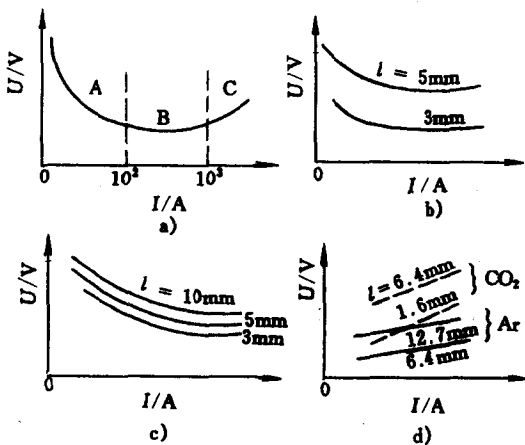 U/V
A
B
C
0
10²
10³
I/A
a)
U/V
l = 5mm
3mm
0
I/A
b)
U/V
l = 10mm
5mm
3mm
0
I/A
c)
U/V
l=6.4mm
CO₂
1.6mm
Ar
12.7mm
6.4mm
0
I/A
d)